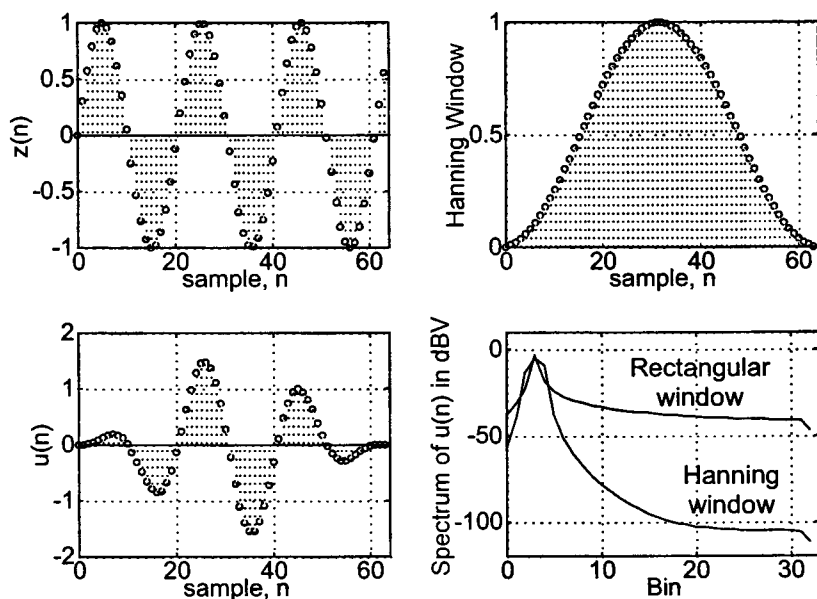 z(n)
1
0.5
0
-0.5
-1
0
20
40
60
sample, n
Hanning Window
1
0.5
0
0
20
40
60
sample, n
u(n)
2
1
0
-1
-2
0
20
40
60
sample, n
Spectrum of u(n) in dBV
0
-50
-100
Rectangular
window
Hanning
window
0
10
20
30
Bin